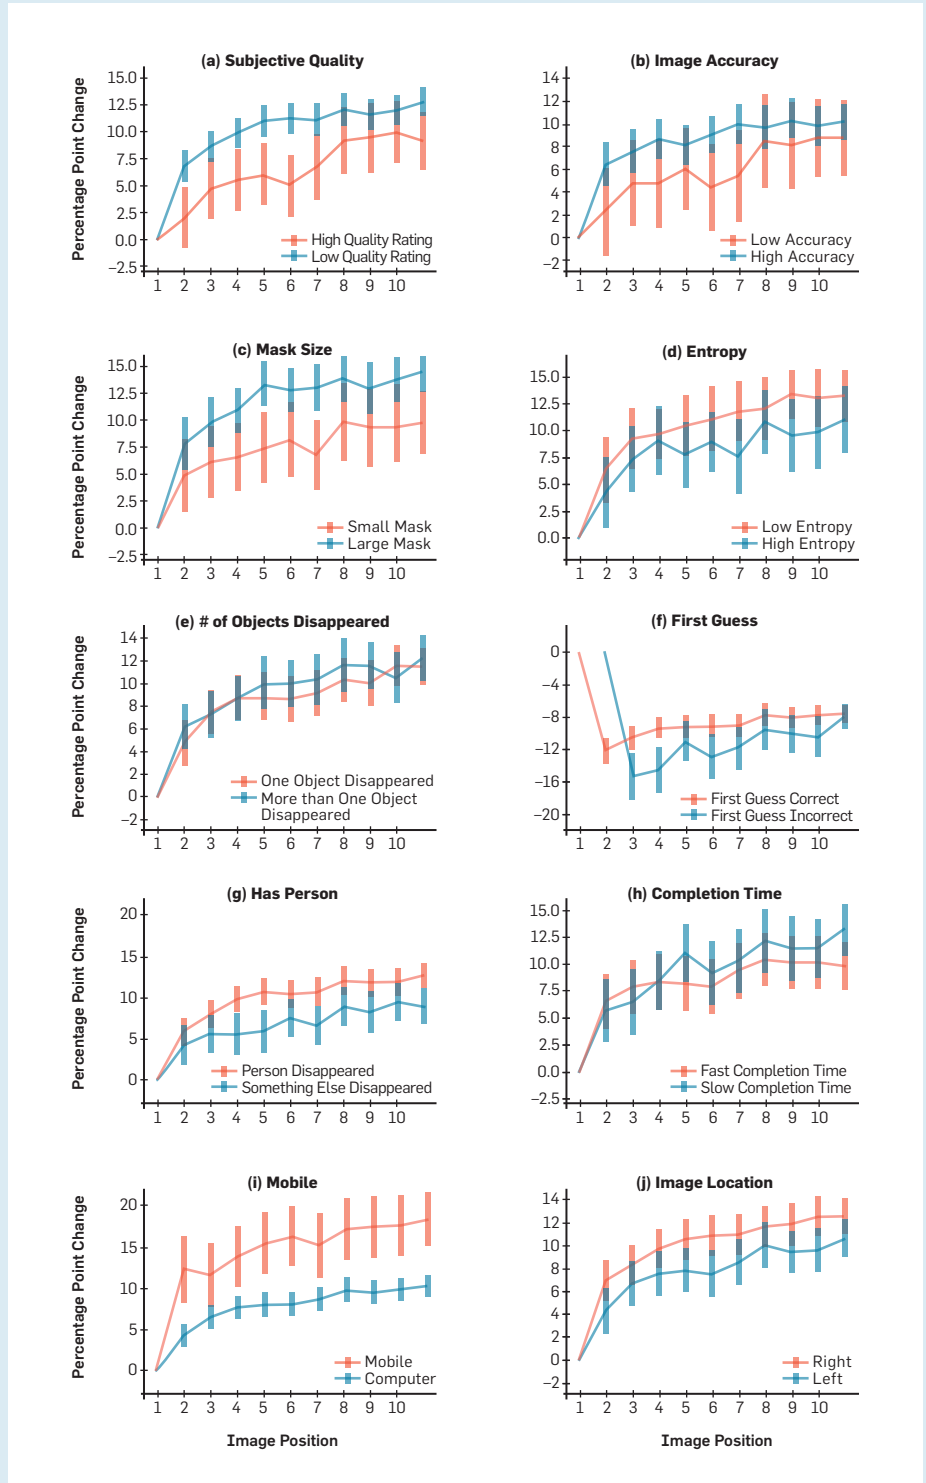 (a) Subjective Quality
Percentage Point Change
15.0
12.5
10.0
7.5
5.0
2.5
0.0
–2.5
High Quality Rating
Low Quality Rating
1 2 3 4 5 6 7 8 9 10
(b) Image Accuracy
14
12
10
8
6
4
2
0
–2
Low Accuracy
High Accuracy
1 2 3 4 5 6 7 8 9 10
(c) Mask Size
Percentage Point Change
15.0
12.5
10.0
7.5
5.0
2.5
0.0
–2.5
Small Mask
Large Mask
1 2 3 4 5 6 7 8 9 10
(d) Entropy
15.0
12.5
10.0
7.5
5.0
2.5
0.0
Low Entropy
High Entropy
1 2 3 4 5 6 7 8 9 10
(e) # of Objects Disappeared
Percentage Point Change
14
12
10
8
6
4
2
0
–2
One Object Disappeared
More than One Object
Disappeared
1 2 3 4 5 6 7 8 9 10
(f) First Guess
0
–4
–8
–12
–16
–20
First Guess Correct
First Guess Incorrect
1 2 3 4 5 6 7 8 9 10
(g) Has Person
Percentage Point Change
20
15
10
5
0
Person Disappeared
Something Else Disappeared
1 2 3 4 5 6 7 8 9 10
(h) Completion Time
15.0
12.5
10.0
7.5
5.0
2.5
0.0
–2.5
Fast Completion Time
Slow Completion Time
1 2 3 4 5 6 7 8 9 10
(i) Mobile
Percentage Point Change
20
15
10
5
0
Mobile
Computer
1 2 3 4 5 6 7 8 9 10
Image Position
(j) Image Location
14
12
10
8
6
4
2
0
–2
Right
Left
1 2 3 4 5 6 7 8 9 10
Image Position